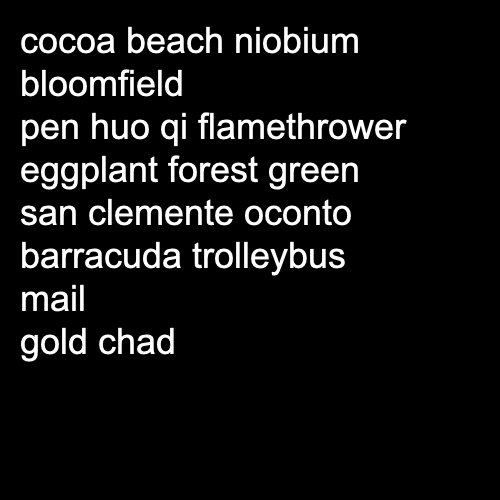 cocoa beach niobium
bloomfield
pen huo qi flamethrower
eggplant forest green
san clemente oconto
barracuda trolleybus
mail
gold chad